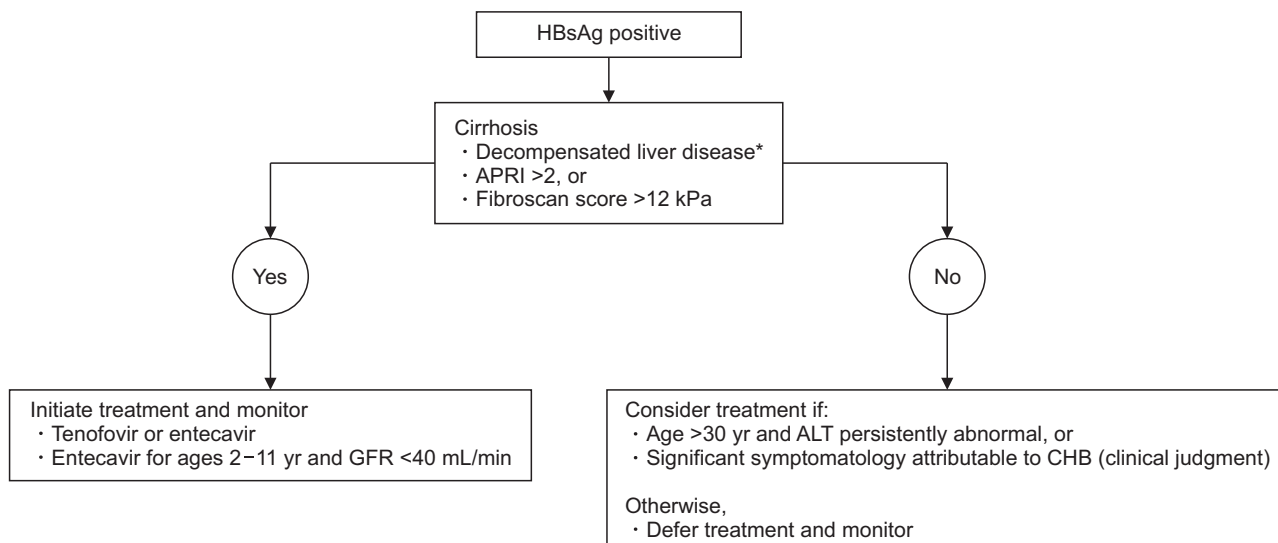 HBsAg positive
Cirrhosis
· Decompensated liver disease*
· APRI >2, or
· Fibroscan score >12 kPa
Yes
No
Initiate treatment and monitor
· Tenofovir or entecavir
· Entecavir for ages 2−11 yr and GFR <40 mL/min
Consider treatment if:
· Age >30 yr and ALT persistently abnormal, or
· Significant symptomatology attributable to CHB (clinical judgment)
Otherwise,
· Defer treatment and monitor